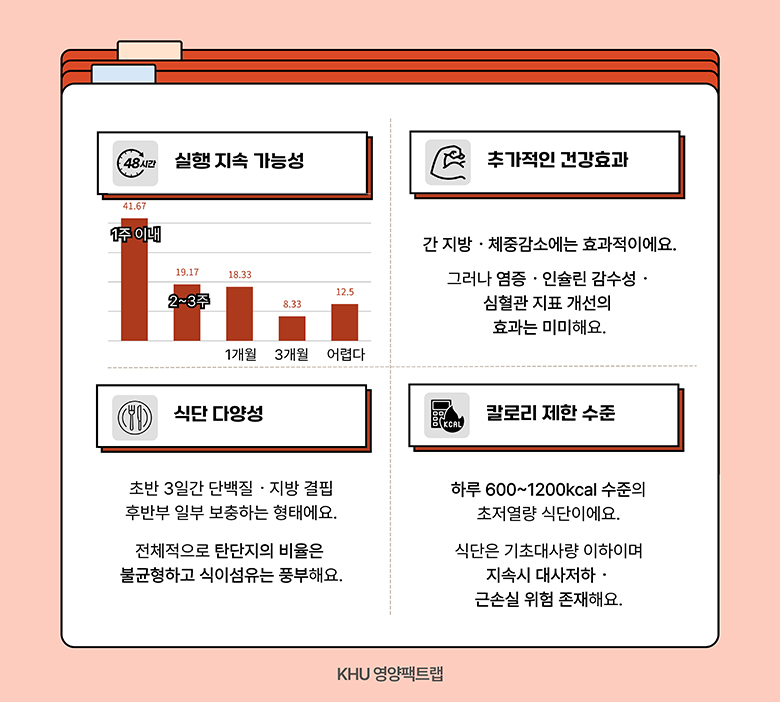 48시간
실행 지속 가능성
41.67
1주 이내
19.17
2~3주
18.33
8.33
12.5
1개월
3개월
어렵다
추가적인 건강효과
간 지방 · 체중감소에는 효과적이에요.
그러나 염증 · 인슐린 감수성 ·
심혈관 지표 개선의
효과는 미미해요.
식단 다양성
초반 3일간 단백질 · 지방 결핍
후반부 일부 보충하는 형태에요.
전체적으로 탄단지의 비율은
불균형하고 식이섬유는 풍부해요.
KCAL
칼로리 제한 수준
하루 600~1200kcal 수준의
초저열량 식단이에요.
식단은 기초대사량 이하이며
지속시 대사저하 ·
근손실 위험 존재해요.
KHU 영양팩트랩